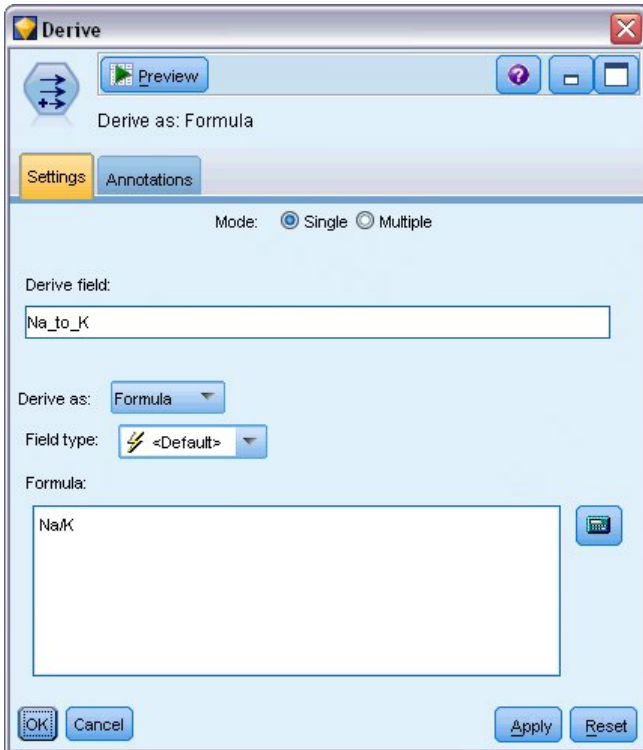 Derive
Preview
Derive as: Formula
Settings Annotations
Mode: Single Multiple
Derive field:
Na_to_K
Derive as: Formula
Field type: <Default>
Formula:
Na/K
OK Cancel Apply Reset